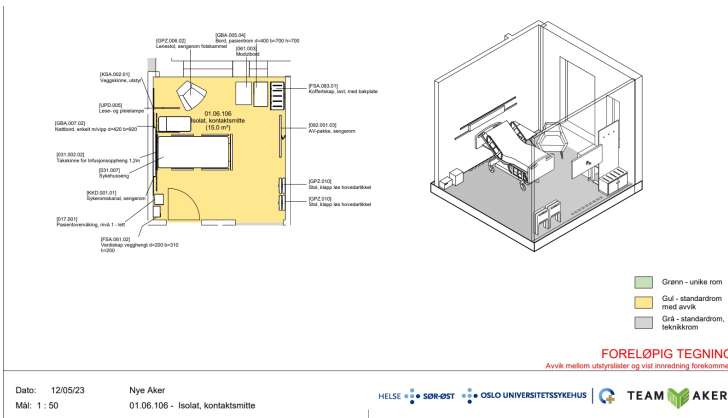 [GBA.005.04]
Bord, pasientrom d=400 b=700 h=700
[GPZ.006.02]
Lenestol, sengerom fotskammel
[061.003]
Modulbord
[KSA.002.01]
Veggskinne, utstyr
[FSA.083.01]
Koffertskap, lavt, med bakplate
[UPD.005]
Lese- og pleielampe
01.06.106
Isolat, kontaktsmitte
(15.0 m²)
[GBA.007.02]
Nattbord, enkelt m/vipp d=420 b=920
[092.001.03]
AV-pakke, sengerom
[031.002.02]
Takskinne for Infusjonsoppheng 1,2m
[031.007]
Sykehusseng
[KKD.001.01]
Sykeromskanal, sengerom
[GPZ.010]
Stol, klapp løs hovedartikkel
[GPZ.010]
Stol, klapp løs hovedartikkel
[017.001]
Pasientovervåking, nivå 1 - lett
[FSA.061.02]
Verdiskap vegghengt d=200 b=310
h=200
Grønn - unike rom
Gul - standardrom
med avvik
Grå - standardrom,
teknikkrom
FORELØPIG TEGNING
Avvik mellom utstyrslister og vist innredning forekomme
Dato: 12/05/23 Nye Aker
Mål: 1 : 50 01.06.106 - Isolat, kontaktsmitte
HELSE SØR-ØST OSLO UNIVERSITETSSYKEHUS TEAM AKER